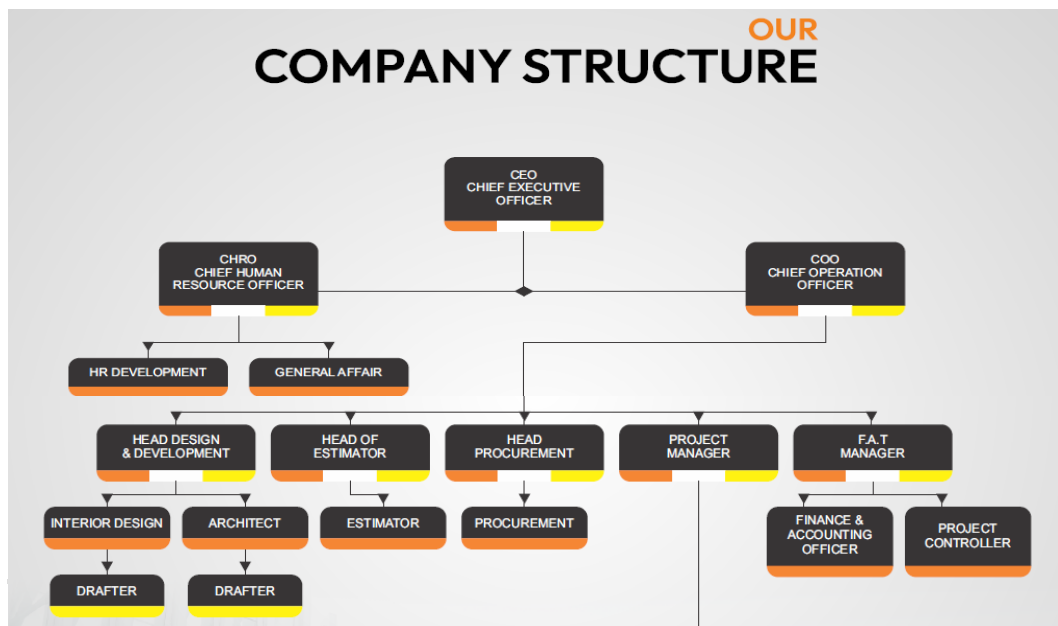 OUR
COMPANY STRUCTURE
CEO
CHIEF EXECUTIVE
OFFICER
CHRO
CHIEF HUMAN
RESOURCE OFFICER
COO
CHIEF OPERATION
OFFICER
HR DEVELOPMENT
GENERAL AFFAIR
HEAD DESIGN
& DEVELOPMENT
HEAD OF
ESTIMATOR
HEAD
PROCUREMENT
PROJECT
MANAGER
F.A.T
MANAGER
INTERIOR DESIGN
ARCHITECT
ESTIMATOR
PROCUREMENT
FINANCE &
ACCOUNTING
OFFICER
PROJECT
CONTROLLER
DRAFTER
DRAFTER